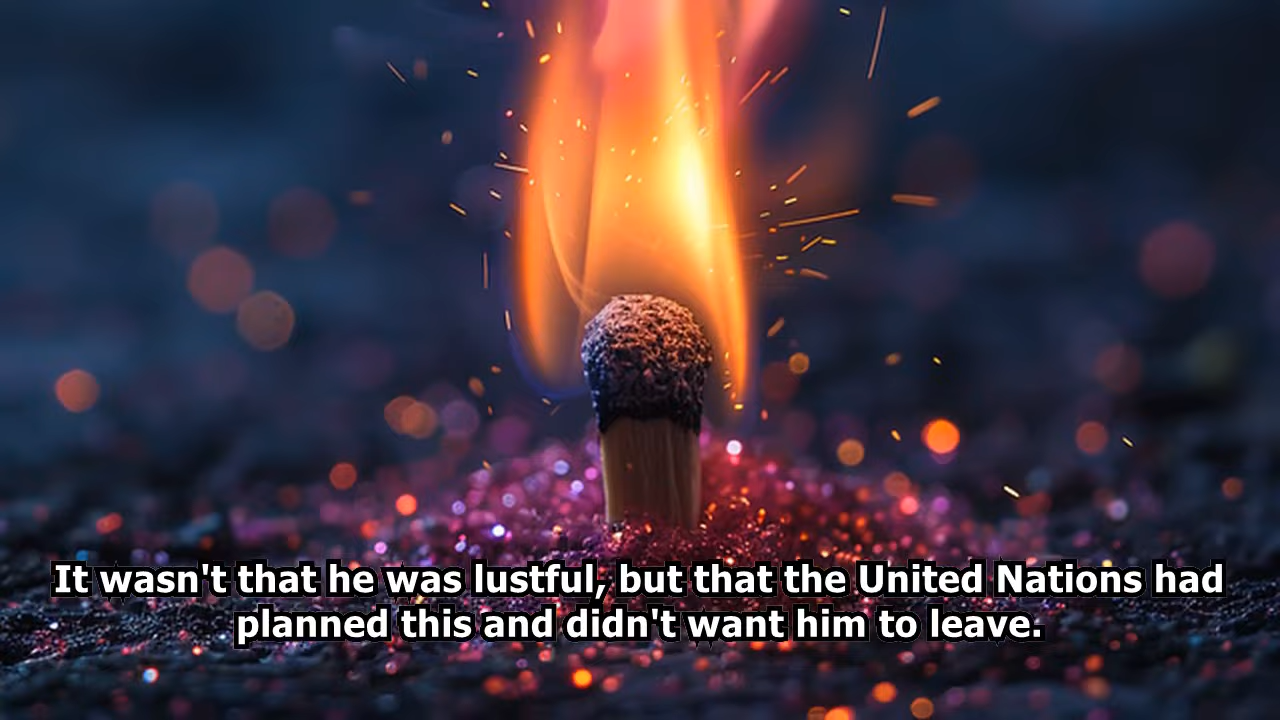 It wasn't that he was lustful, but that the United Nations had
planned this and didn't want him to leave.